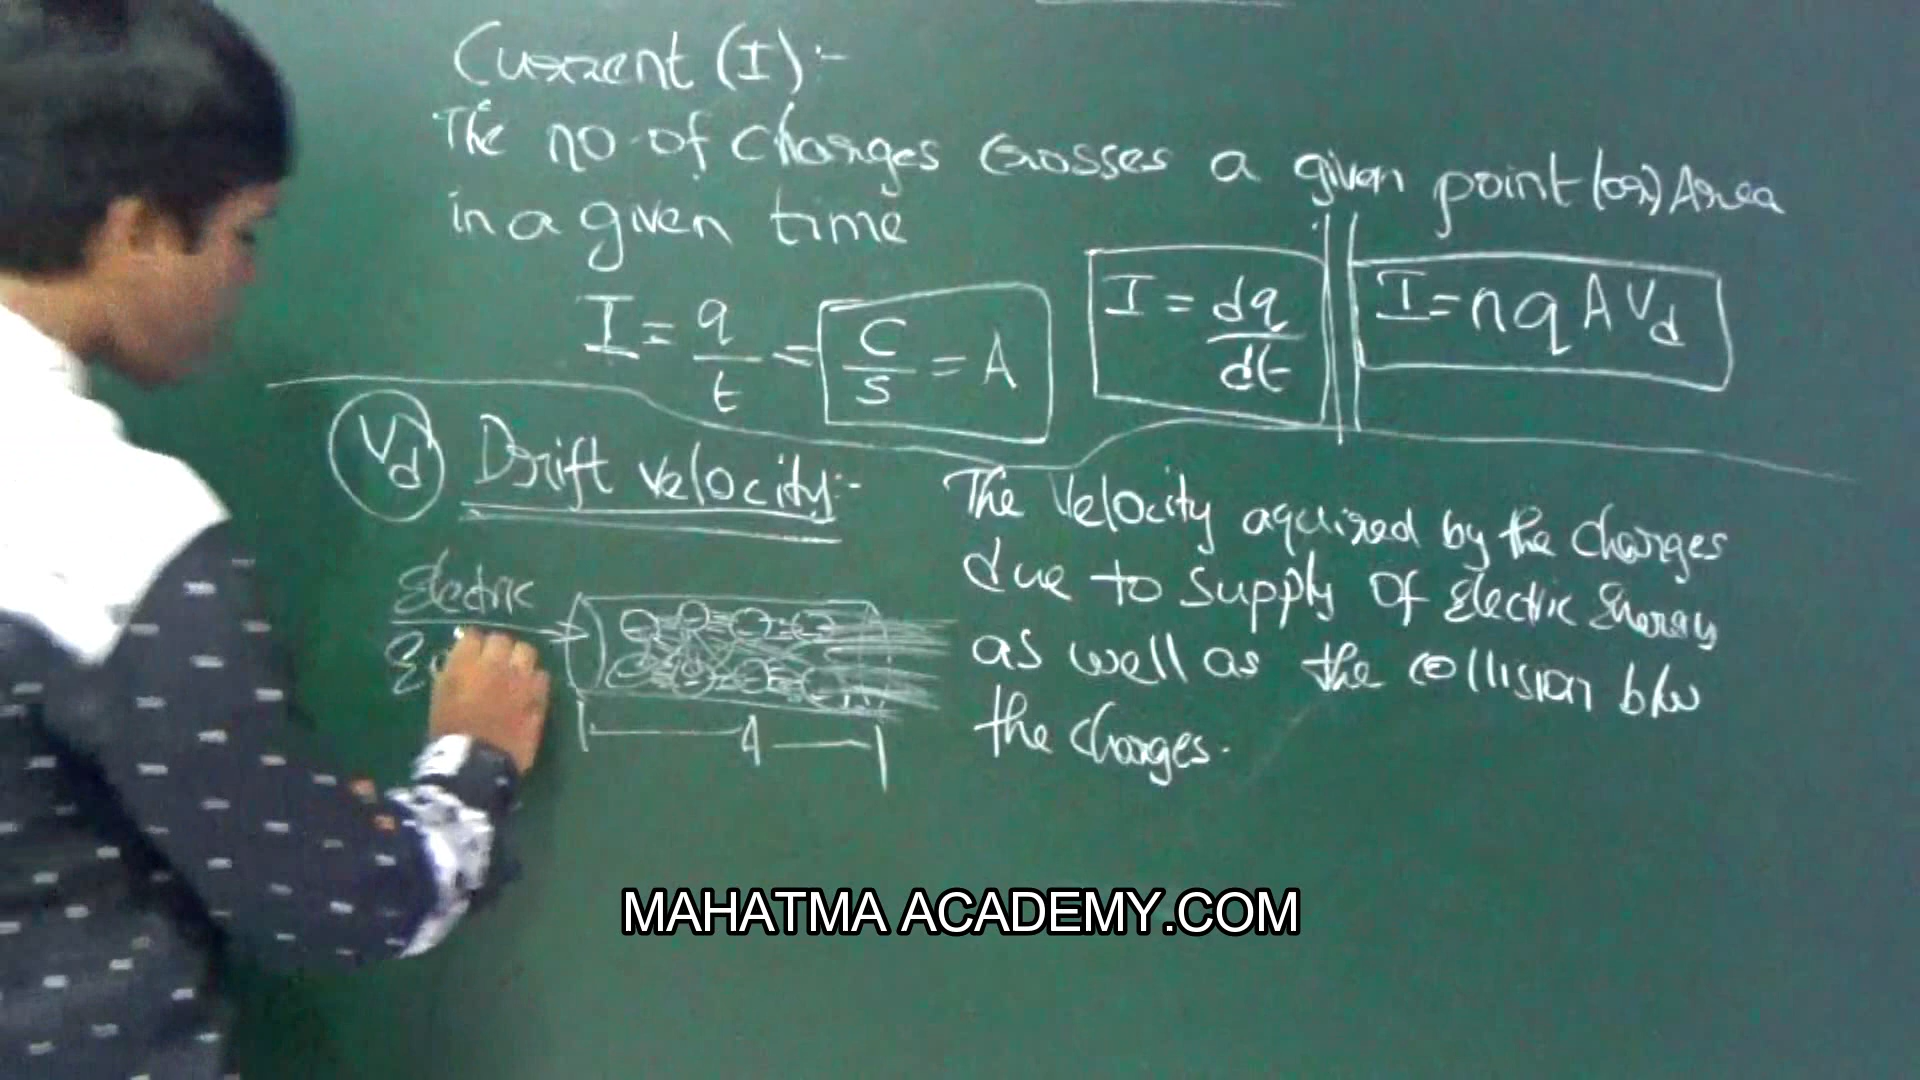 Current (I):-
The no. of charges crosses a given point (or) Area
in a given time
I = q/t = C/s = A
I = dq/dt
I = nqAVd
Vd Drift velocity:-
Electric
The velocity aquired by the charges
due to supply of Electric Energy
as well as the collision b/w
the charges.
MAHATMA ACADEMY.COM